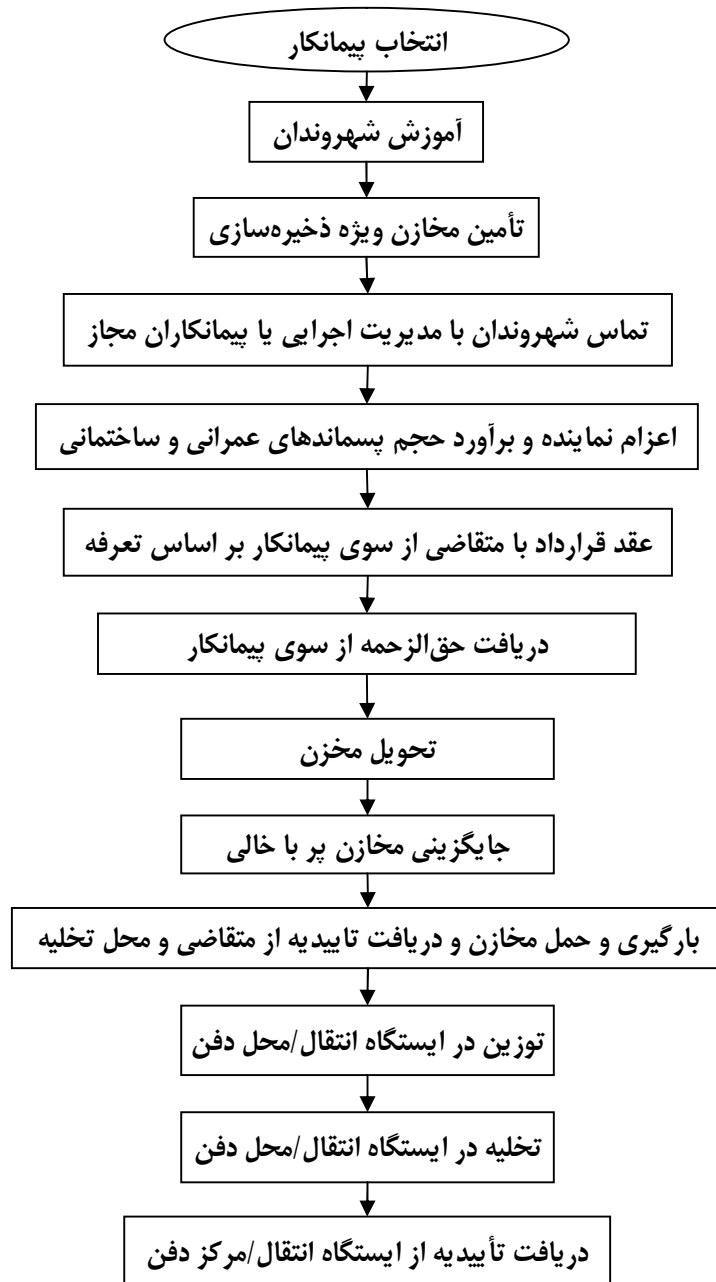 انتخاب پیمانکار
آموزش شهروندان
تأمین مخازن ویژه ذخیره‌سازی
تماس شهروندان با مدیریت اجرایی یا پیمانکاران مجاز
اعزام نماینده و برآورد حجم پسماندهای عمرانی و ساختمانی
عقد قرارداد با متقاضی از سوی پیمانکار بر اساس تعرفه
دریافت حق‌الزحمه از سوی پیمانکار
تحویل مخزن
جایگزینی مخازن پر با خالی
بارگیری و حمل مخازن و دریافت تاییدیه از متقاضی و محل تخلیه
توزین در ایستگاه انتقال/محل دفن
تخلیه در ایستگاه انتقال/محل دفن
دریافت تأییدیه از ایستگاه انتقال/مرکز دفن